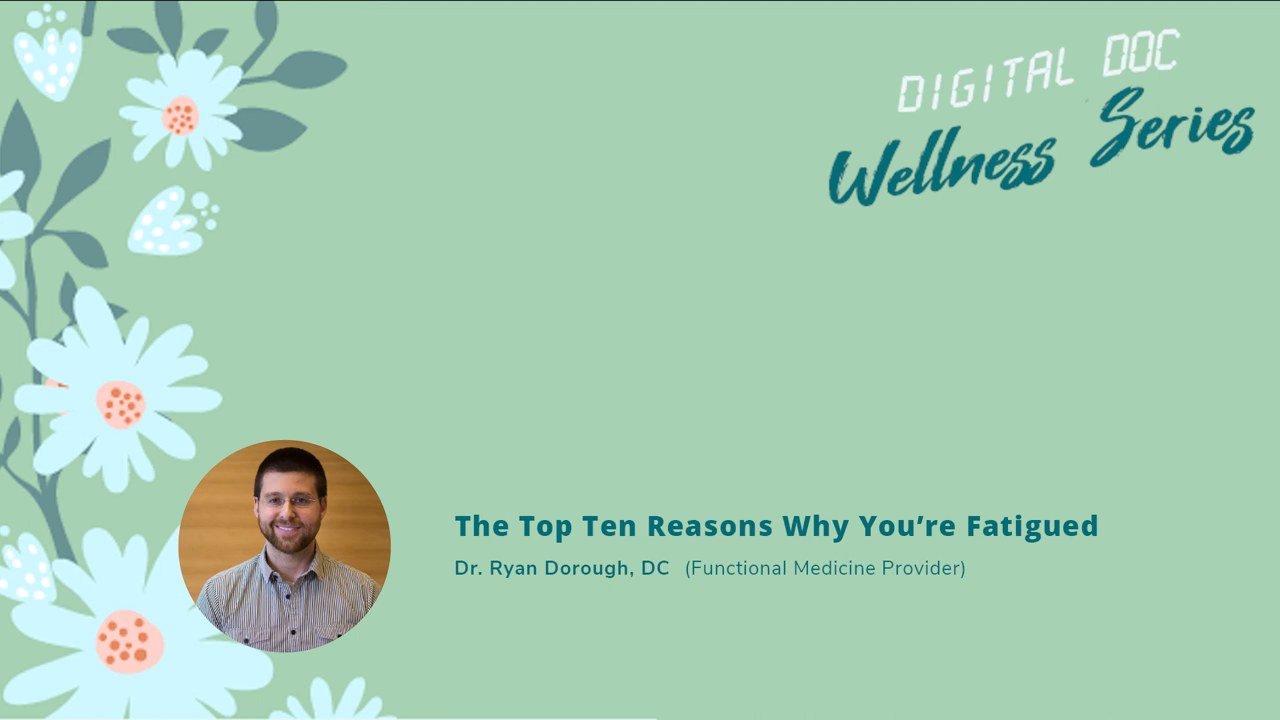 DIGITAL DOC
Wellness Series
The Top Ten Reasons Why You’re Fatigued
Dr. Ryan Dorough, DC (Functional Medicine Provider)